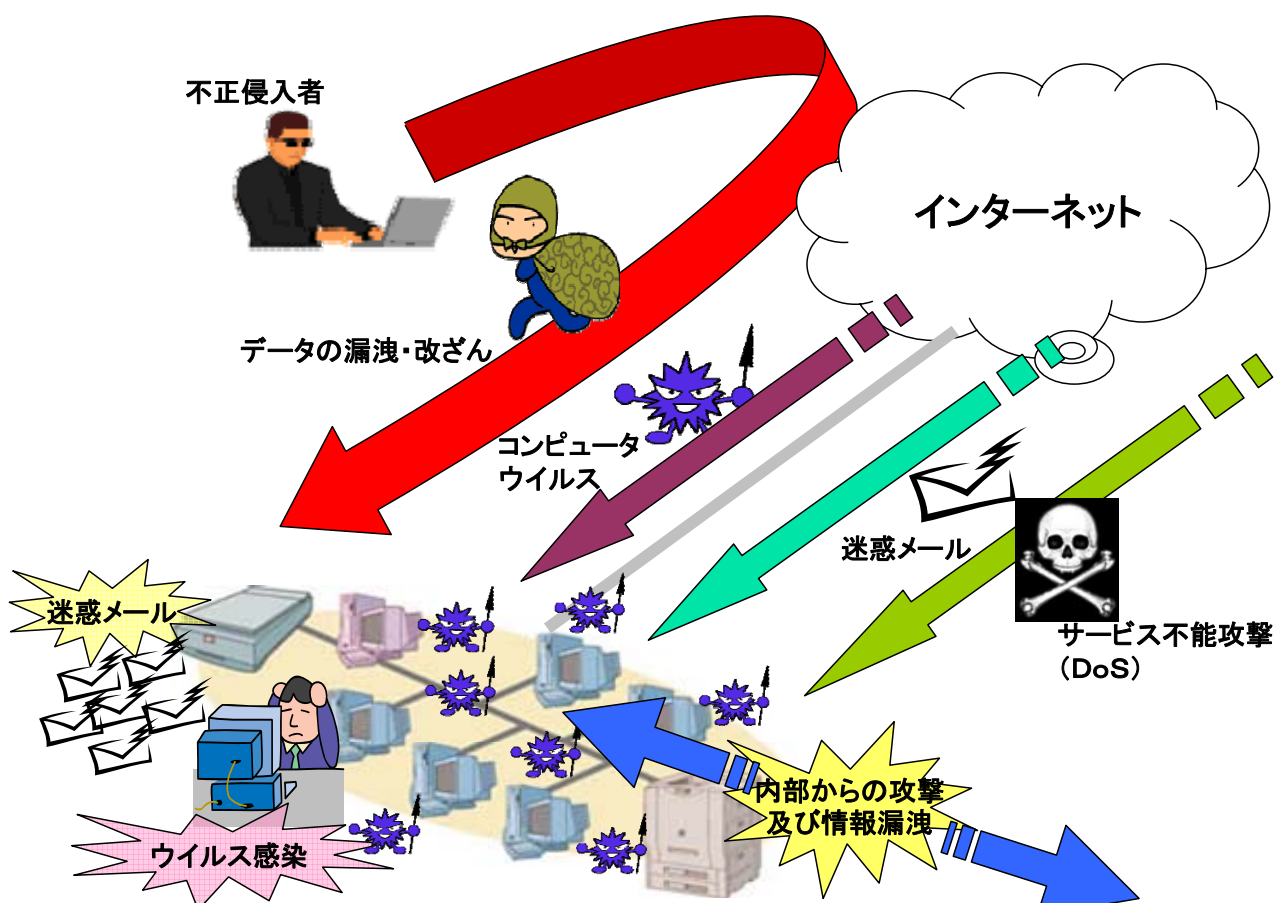 不正侵入者
インターネット
データの漏洩・改ざん
コンピュータ
ウイルス
迷惑メール
サービス不能攻撃
（ＤｏＳ）
迷惑メール
内部からの攻撃
及び情報漏洩
ウイルス感染